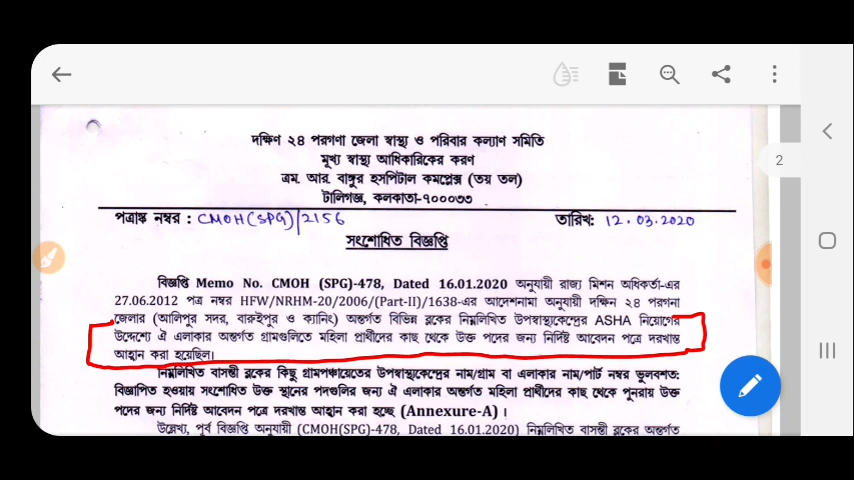 দক্ষিণ ২৪ পরগণা জেলা স্বাস্থ্য ও পরিবার কল্যাণ সমিতি
মূখ্য স্বাস্থ্য আধিকারিকের করণ
এম. আর. বাঙ্গুর হসপিটাল কমপ্লেক্স (৩য় তল)
টালিগঞ্জ, কলকাতা-৭০০০৩৩
পত্রাঙ্ক নম্বর : CMOH(SPG)/2156 তারিখ: 12.03.2020
2
সংশোধিত বিজ্ঞপ্তি
বিজ্ঞপ্তি Memo No. CMOH (SPG)-478, Dated 16.01.2020 অনুযায়ী রাজ্য মিশন অধিকর্তা-এর
27.06.2012 পত্র নম্বর HFW/NRHM-20/2006/(Part-II)/1638-এর আদেশনামা অনুযায়ী দক্ষিন ২৪ পরগনা
জেলার (আলিপুর সদর, বারুইপুর ও ক্যানিং) অন্তর্গত বিভিন্ন ব্লকের নিম্নলিখিত উপস্বাস্থ্যকেন্দ্রের ASHA নিয়োগের
উদ্দেশ্যে ঐ এলাকার অন্তর্গত গ্রামগুলিতে মহিলা প্রার্থীদের কাছ থেকে উক্ত পদের জন্য নির্দিষ্ট আবেদন পত্রে দরখাস্ত
আহ্বান করা হয়েছিল।
নিম্নলিখিত বাসন্তী ব্লকের কিছু গ্রামপঞ্চায়েতের উপস্বাস্থ্যকেন্দ্রের নাম/গ্রাম বা এলাকার নাম/পার্ট নম্বর ভুলবশত:
বিজ্ঞাপিত হওয়ায় সংশোধিত উক্ত স্থানের পদগুলির জন্য ঐ এলাকার অন্তর্গত মহিলা প্রার্থীদের কাছ থেকে পুনরায় উক্ত
পদের জন্য নির্দিষ্ট আবেদন পত্রে দরখাস্ত আহ্বান করা হচ্ছে (Annexure-A) ।
উল্লেখ্য, পূর্ব বিজ্ঞপ্তি অনুযায়ী (CMOH(SPG)-478, Dated 16.01.2020) নিম্নলিখিত বাসন্তী ব্লকের অন্তর্গত